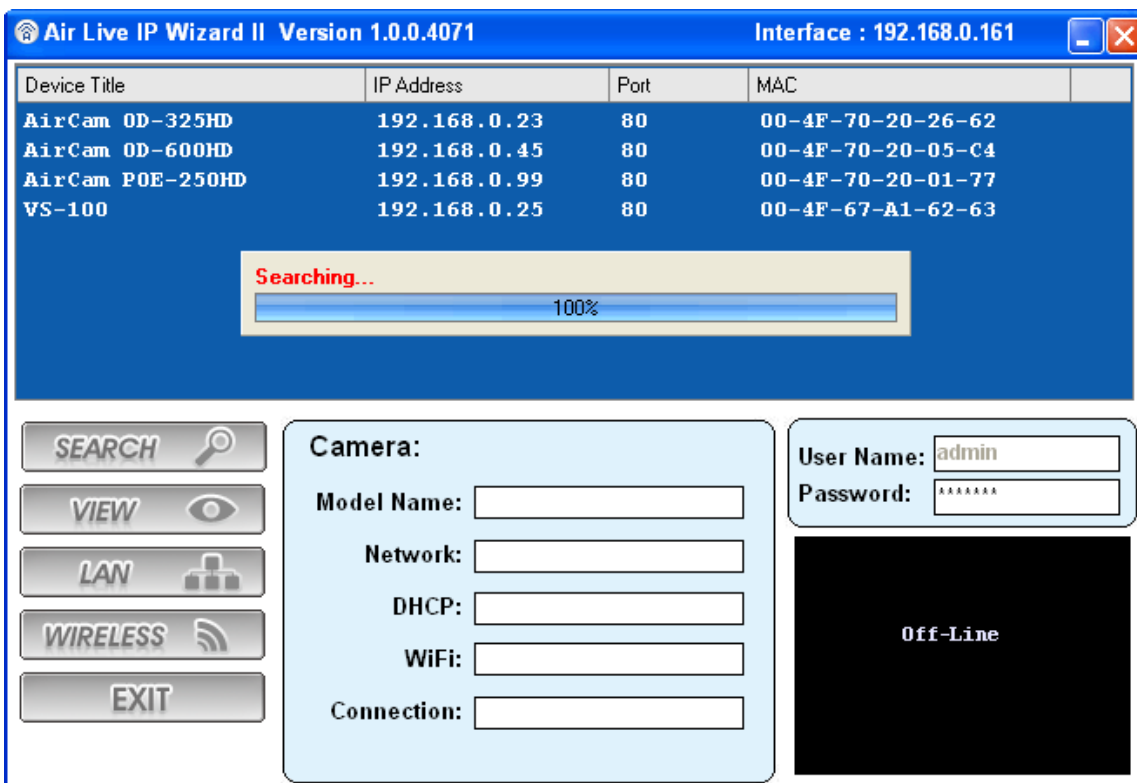 Air Live IP Wizard II Version 1.0.0.4071 Interface : 192.168.0.161
Device Title IP Address Port MAC
AirCam OD-325HD 192.168.0.23 80 00-4F-70-20-26-62
AirCam OD-600HD 192.168.0.45 80 00-4F-70-20-05-C4
AirCam POE-250HD 192.168.0.99 80 00-4F-70-20-01-77
VS-100 192.168.0.25 80 00-4F-67-A1-62-63
Searching...
100%
SEARCH
VIEW
LAN
WIRELESS
EXIT
Camera:
Model Name:
Network:
DHCP:
WiFi:
Connection:
User Name: admin
Password: *******
Off-Line